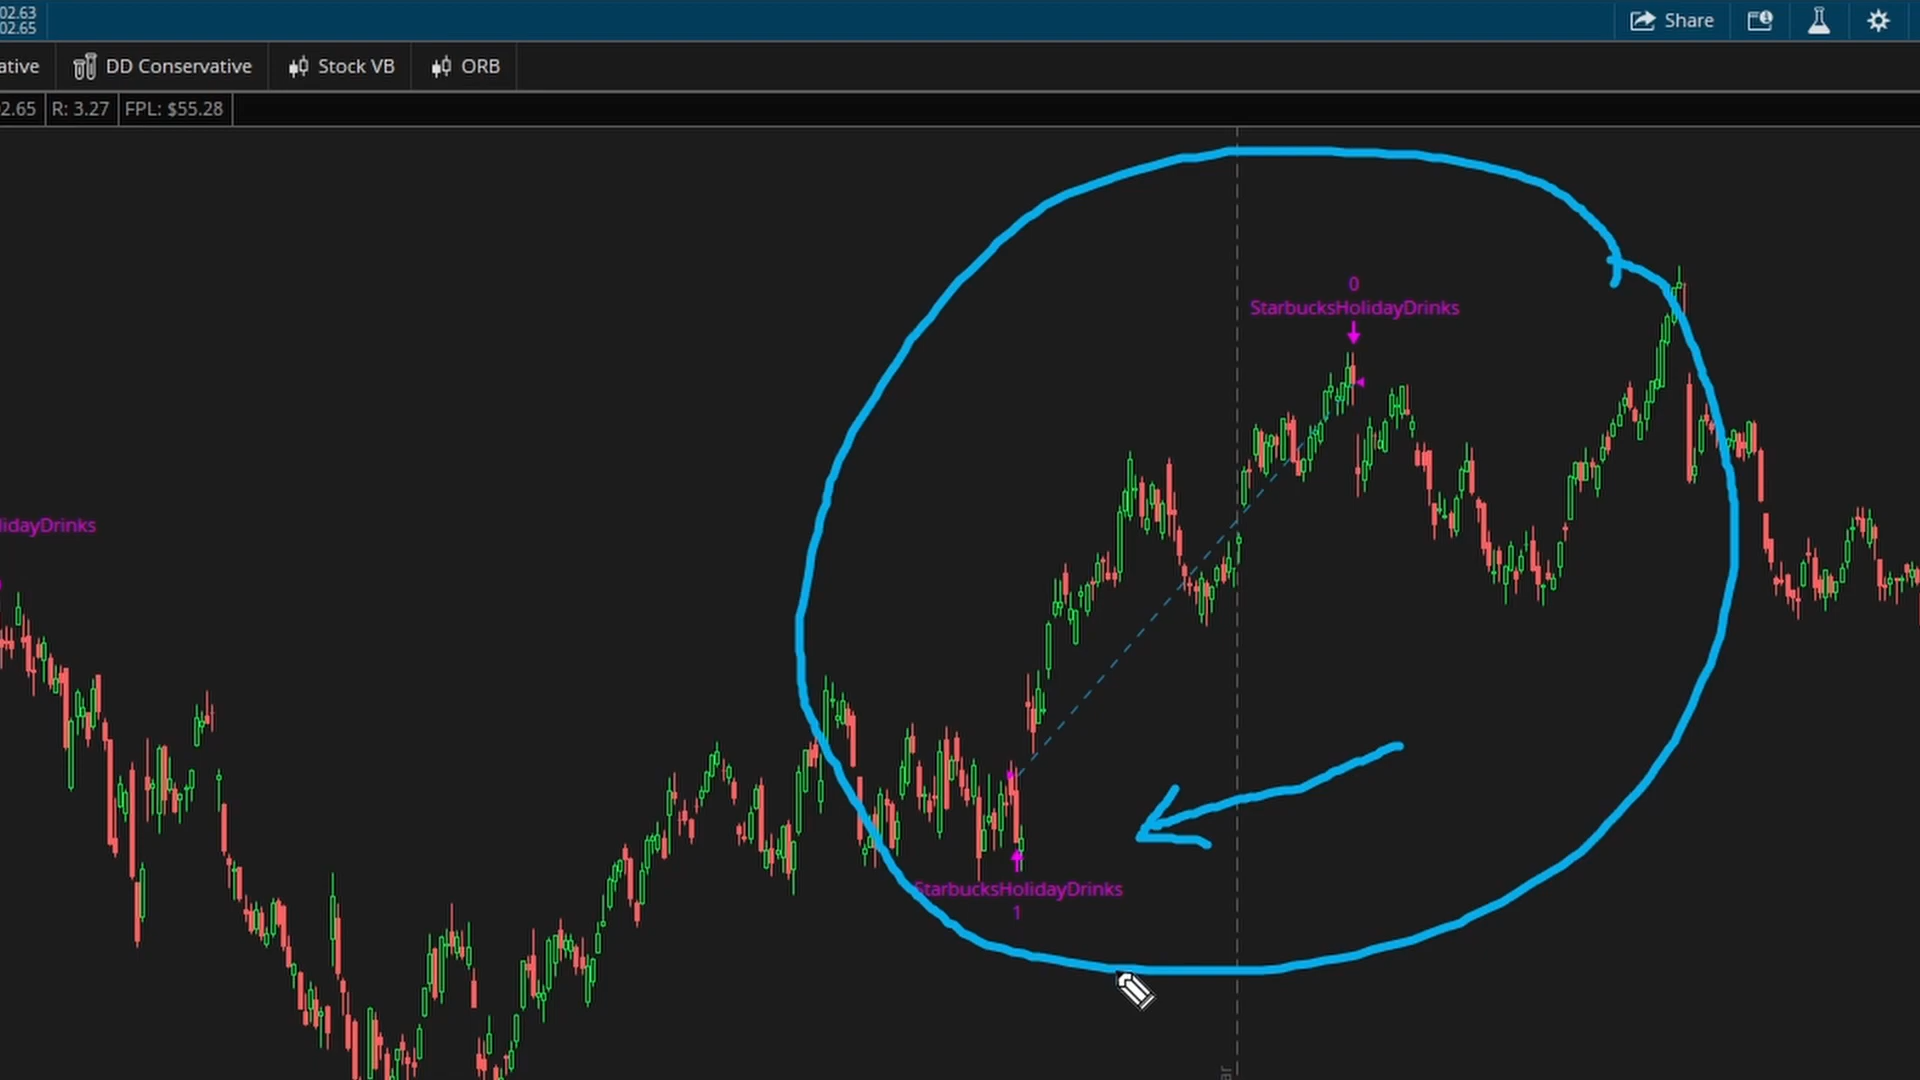 02.63
02.65
Share
ative
DD Conservative
Stock VB
ORB
2.65
R: 3.27
FPL: $55.28
0
StarbucksHolidayDrinks
lidayDrinks
StarbucksHolidayDrinks
1
ar